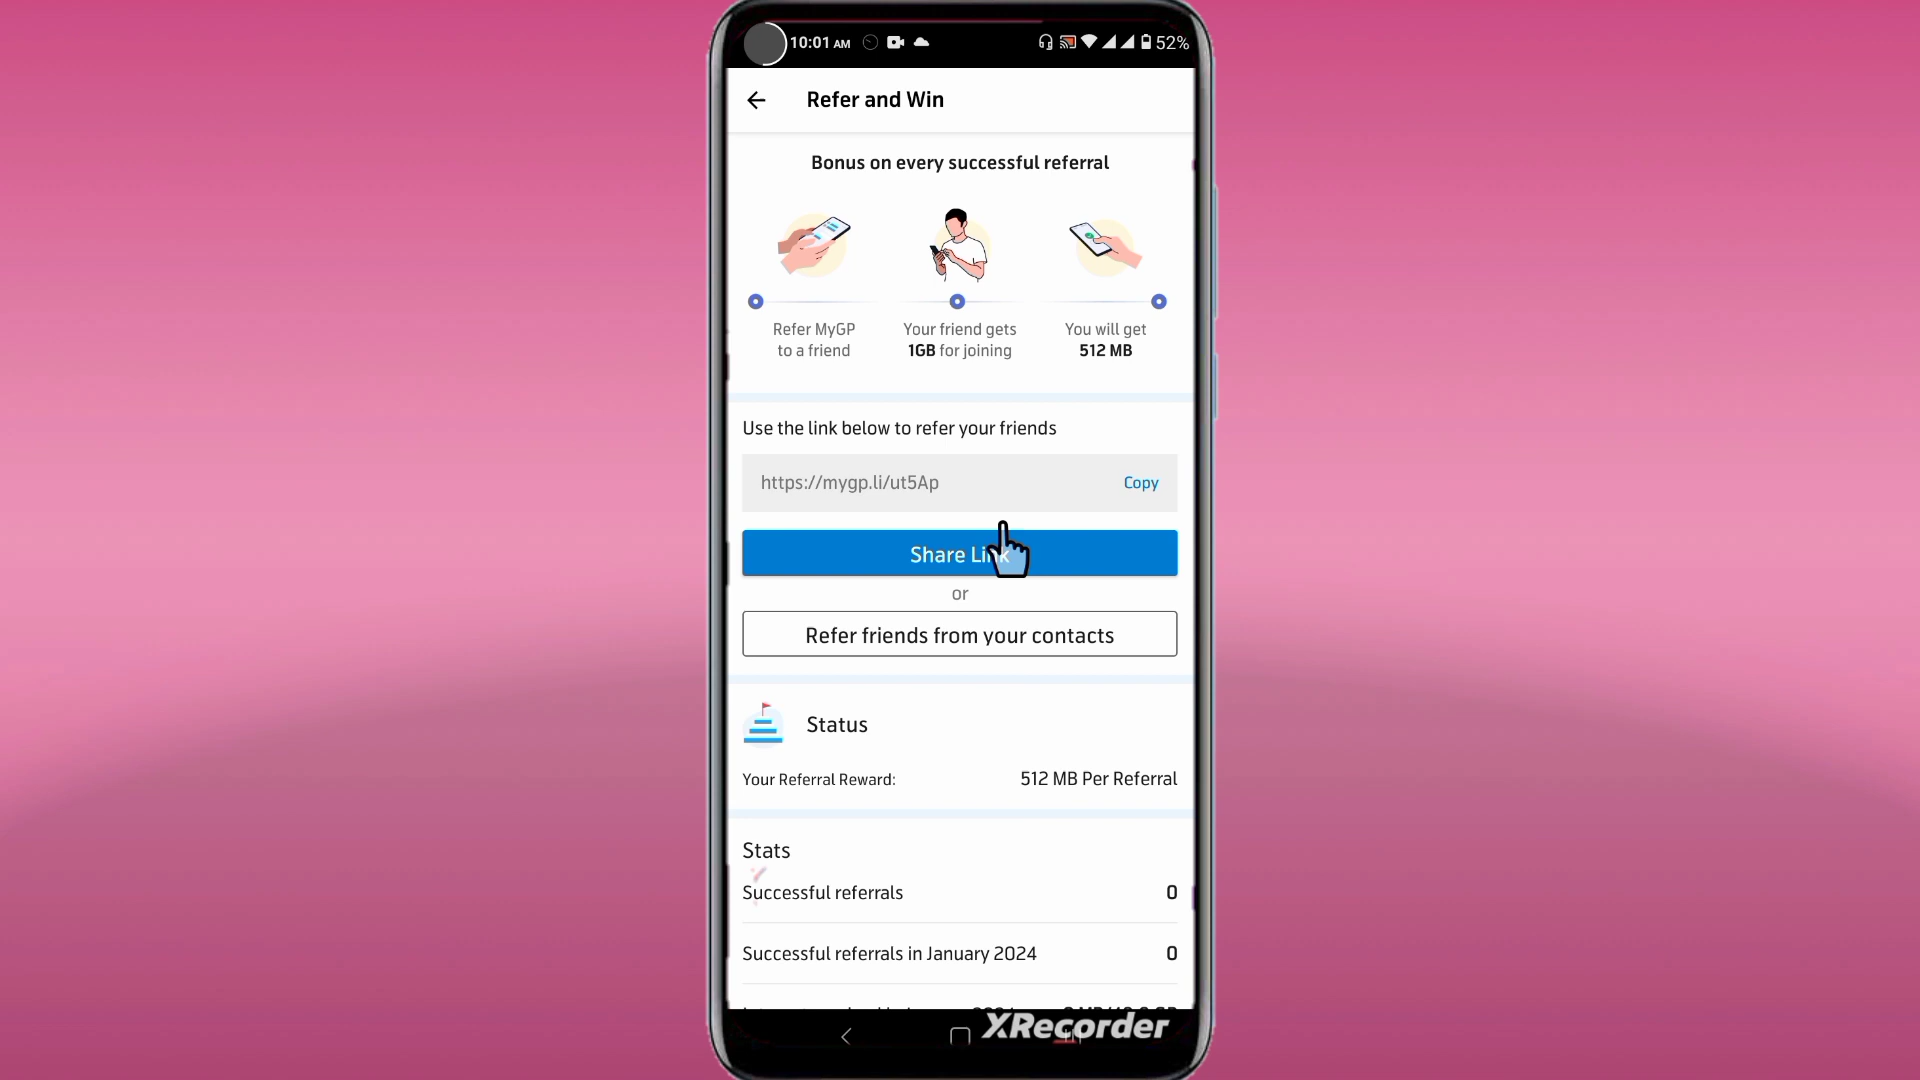 10:01 AM
52%
Refer and Win
Bonus on every successful referral
Refer MyGP
to a friend
Your friend gets
1GB for joining
You will get
512 MB
Use the link below to refer your friends
https://mygp.li/ut5Ap
Copy
Share Link
or
Refer friends from your contacts
Status
Your Referral Reward:
512 MB Per Referral
Stats
Successful referrals
0
Successful referrals in January 2024
0
XRecorder